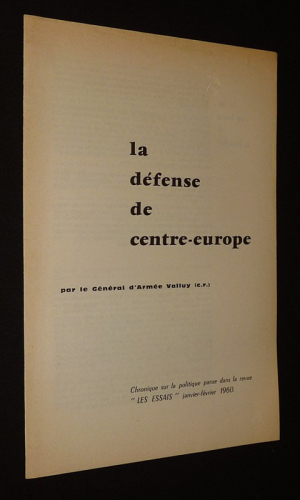 la
défense
de
centre-europe
par le Général d'Armée Valluy (c.r.)
Chronique sur la politique parue dans la revue
" LES ESSAIS " janvier-février 1960.